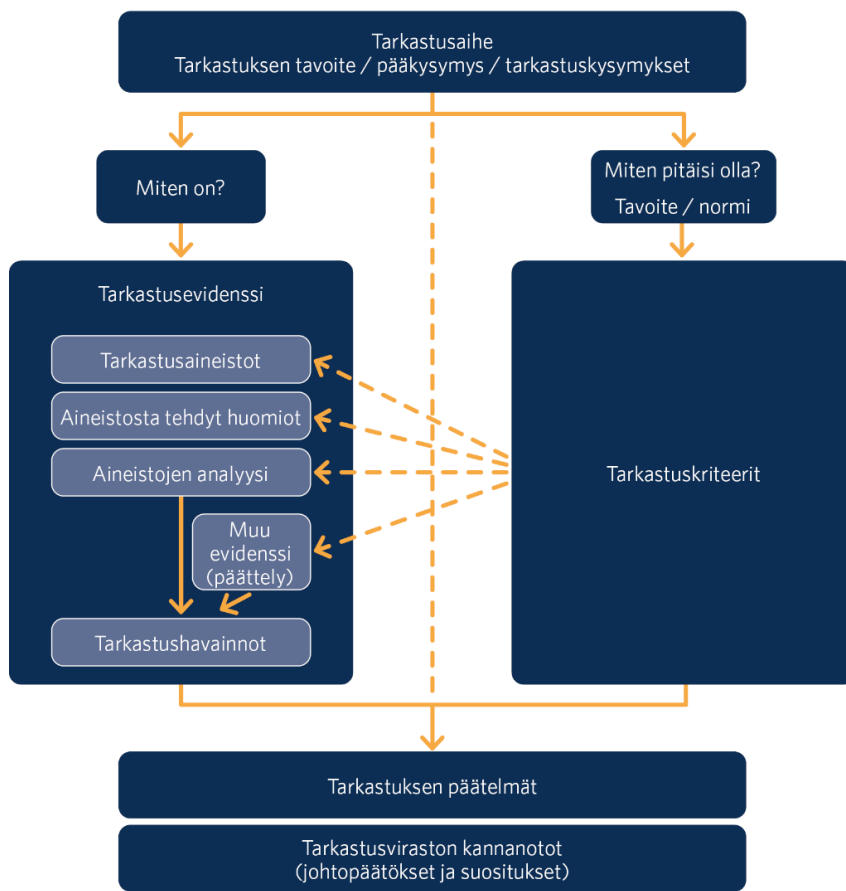 Tarkastusaihe
Tarkastuksen tavoite / pääkysymys / tarkastuskysymykset
Miten on?
Miten pitäisi olla?
Tavoite / normi
Tarkastusevidenssi
Tarkastusaineistot
Aineistosta tehdyt huomiot
Aineistojen analyysi
Muu
evidenssi
(päättely)
Tarkastushavainnot
Tarkastuskriteerit
Tarkastuksen päätelmät
Tarkastusviraston kannanotot
(johtopäätökset ja suositukset)